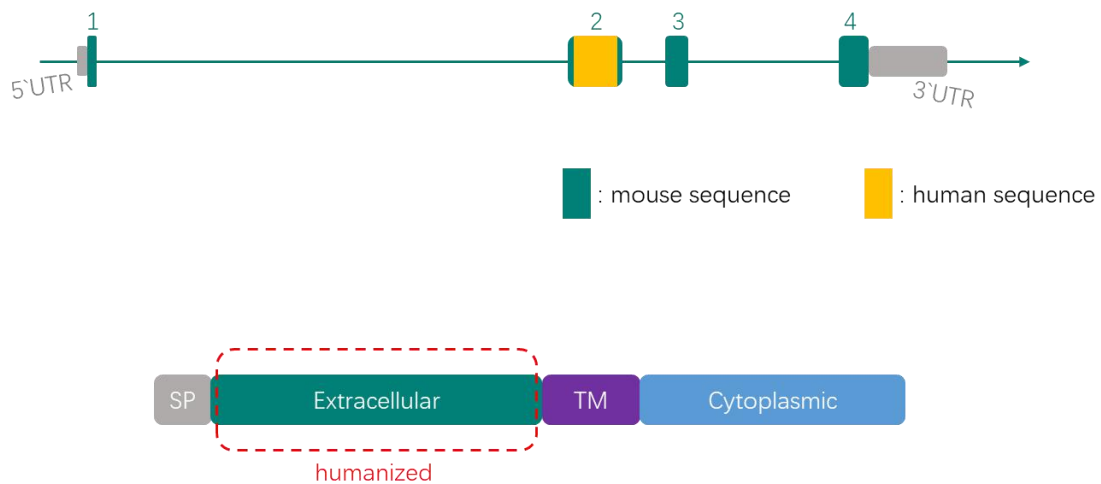 1 2 3 4
5`UTR
3`UTR
: mouse sequence
: human sequence
SP Extracellular TM Cytoplasmic
humanized